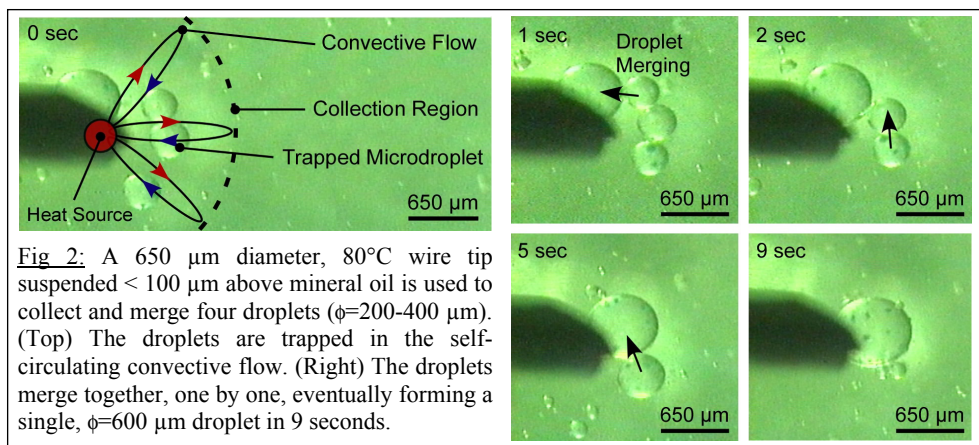 0 sec
Convective Flow
Collection Region
Trapped Microdroplet
Heat Source
650 µm
Fig 2: A 650 µm diameter, 80°C wire tip
suspended < 100 µm above mineral oil is used to
collect and merge four droplets (ϕ=200-400 µm).
(Top) The droplets are trapped in the self-
circulating convective flow. (Right) The droplets
merge together, one by one, eventually forming a
single, ϕ=600 µm droplet in 9 seconds.
1 sec
Droplet
Merging
650 µm
2 sec
650 µm
5 sec
650 µm
9 sec
650 µm